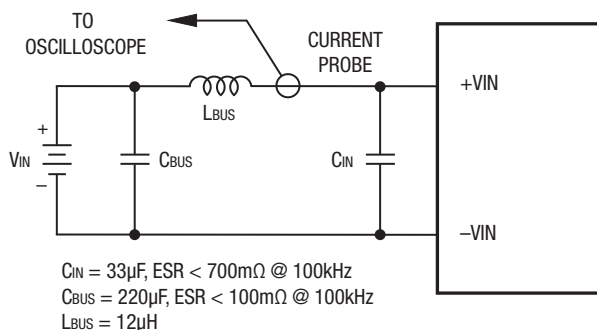 TO
OSCILLOSCOPE
CURRENT
PROBE
+VIN
LBUS
+
VIN
–
CBUS
CIN
–VIN
CIN = 33µF, ESR < 700mΩ @ 100kHz
CBUS = 220µF, ESR < 100mΩ @ 100kHz
LBUS = 12µH